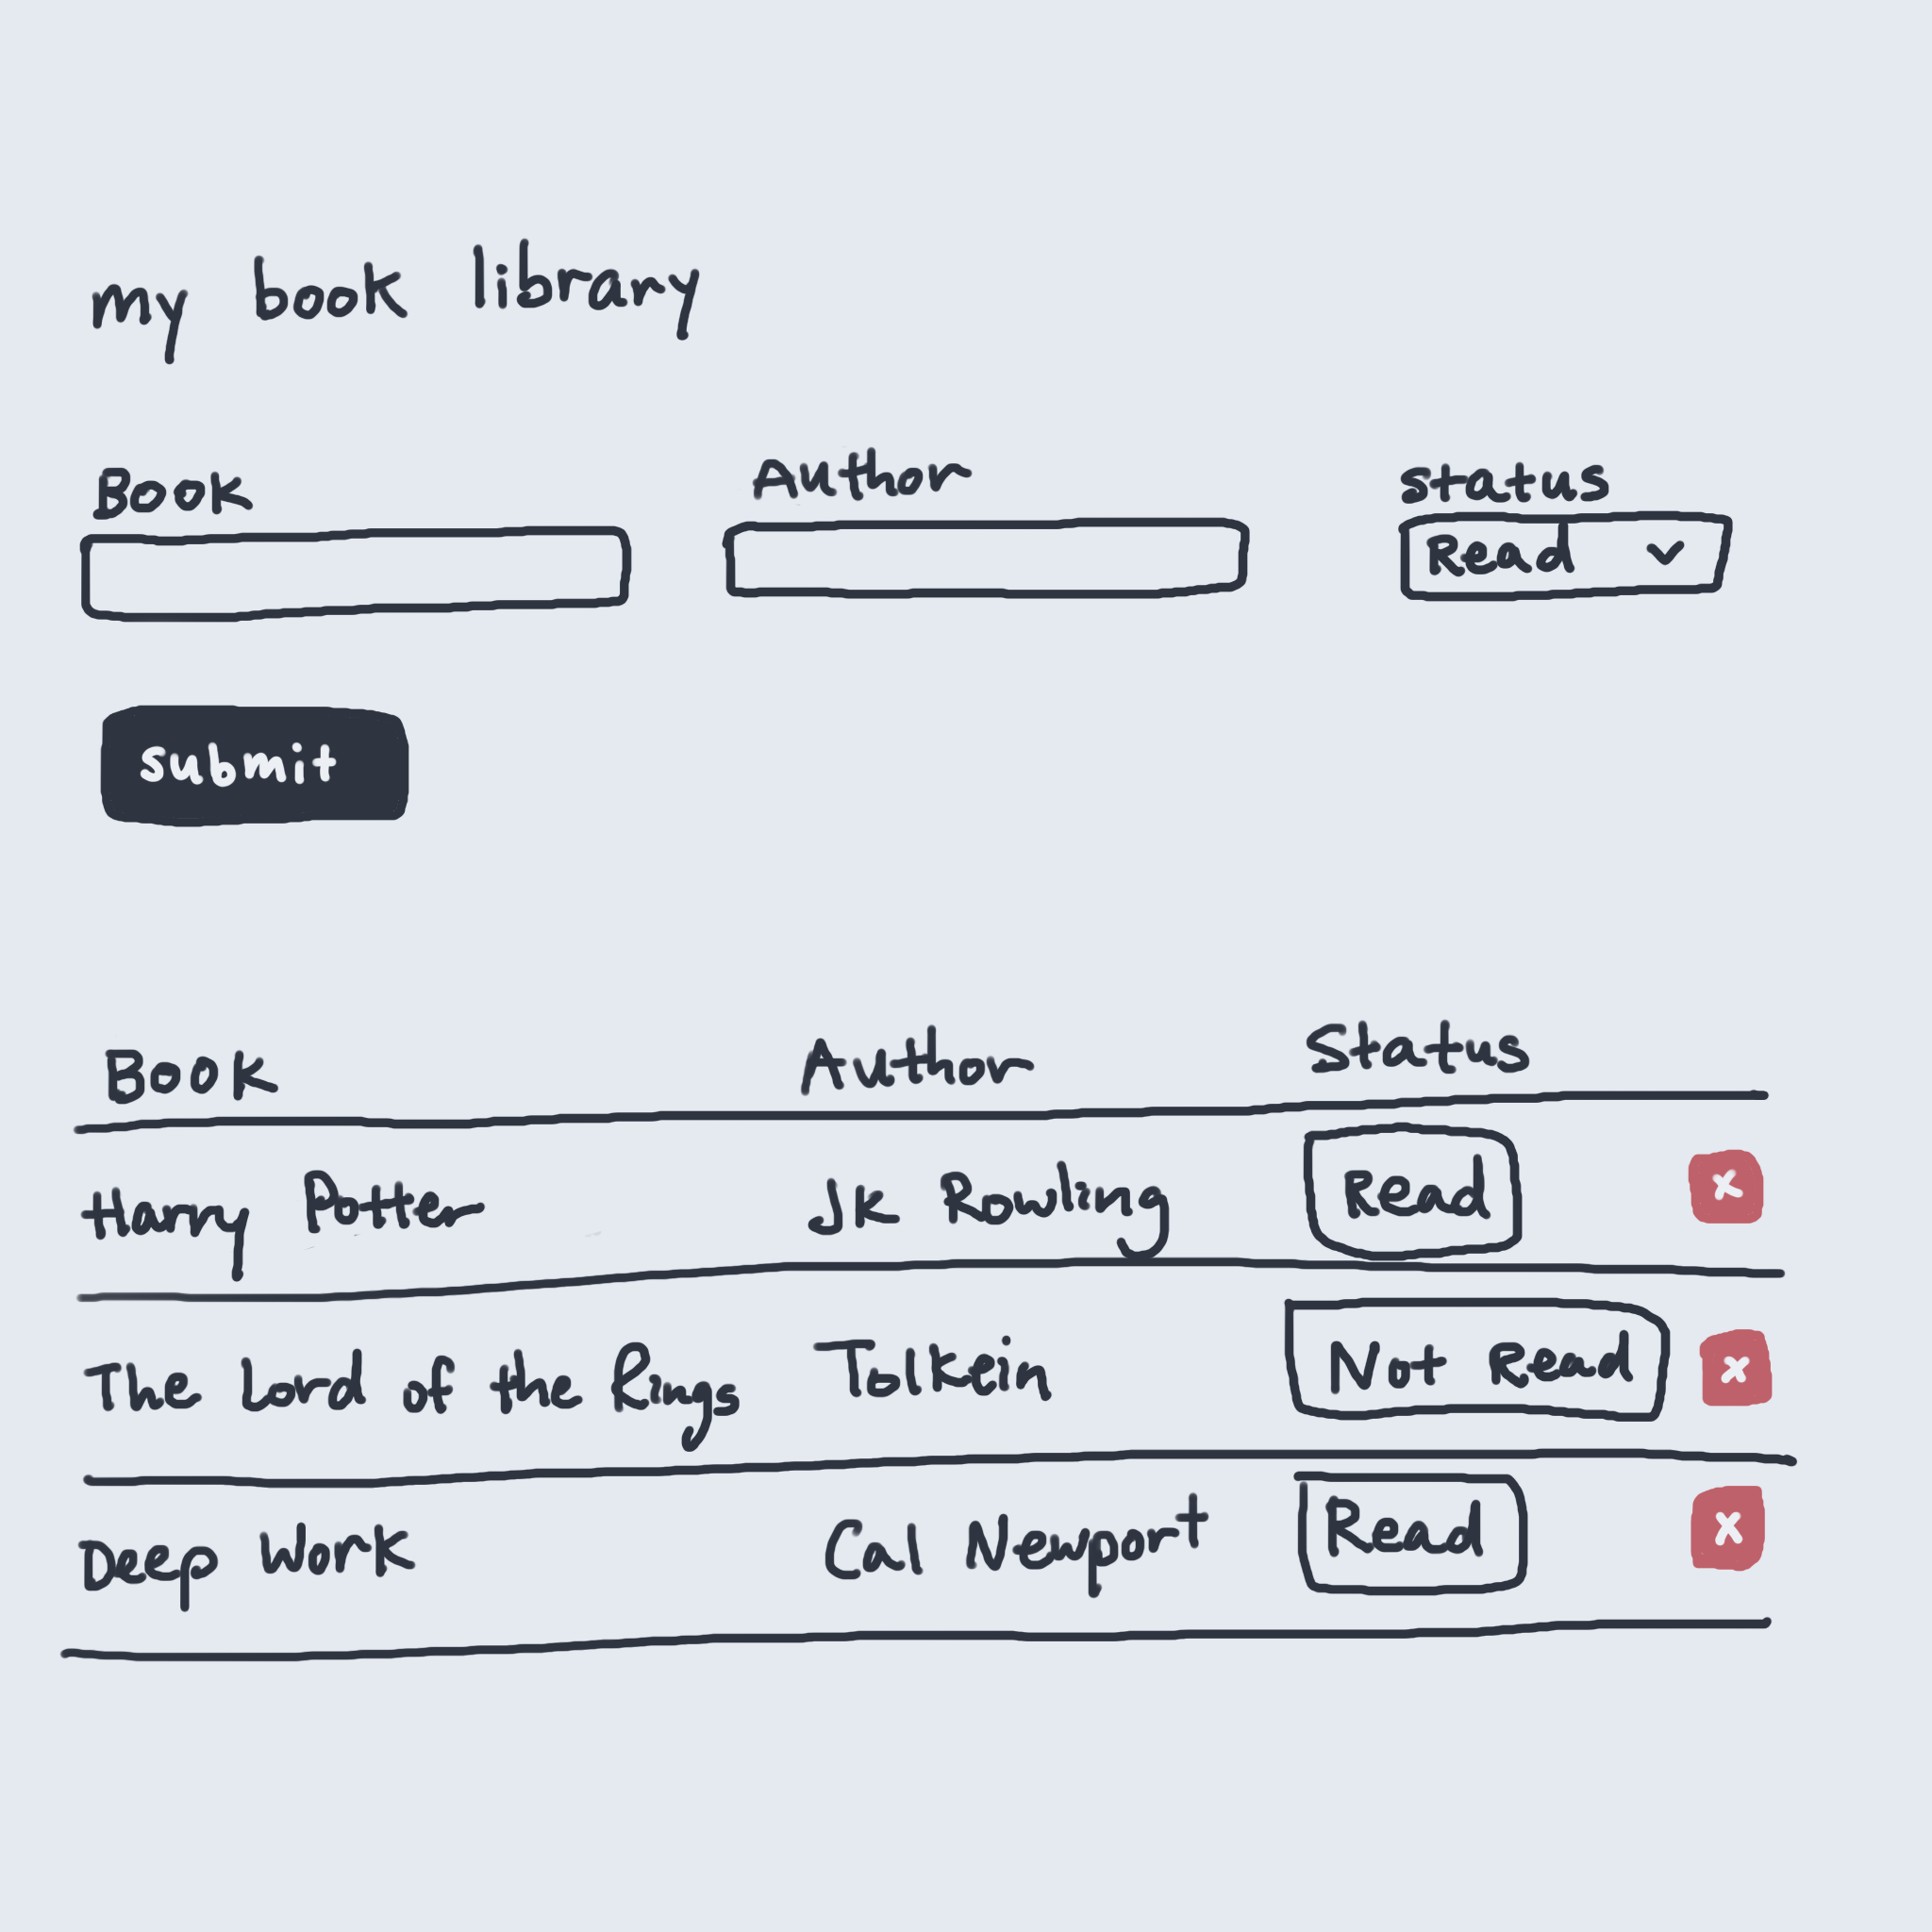 my book library
Book Author Status
Read
submit
Book Author Status
Harry Potter JK Rowling Read x
The Lord of the Rings Tolkein Not Read x
Deep Work Cal Newport Read x